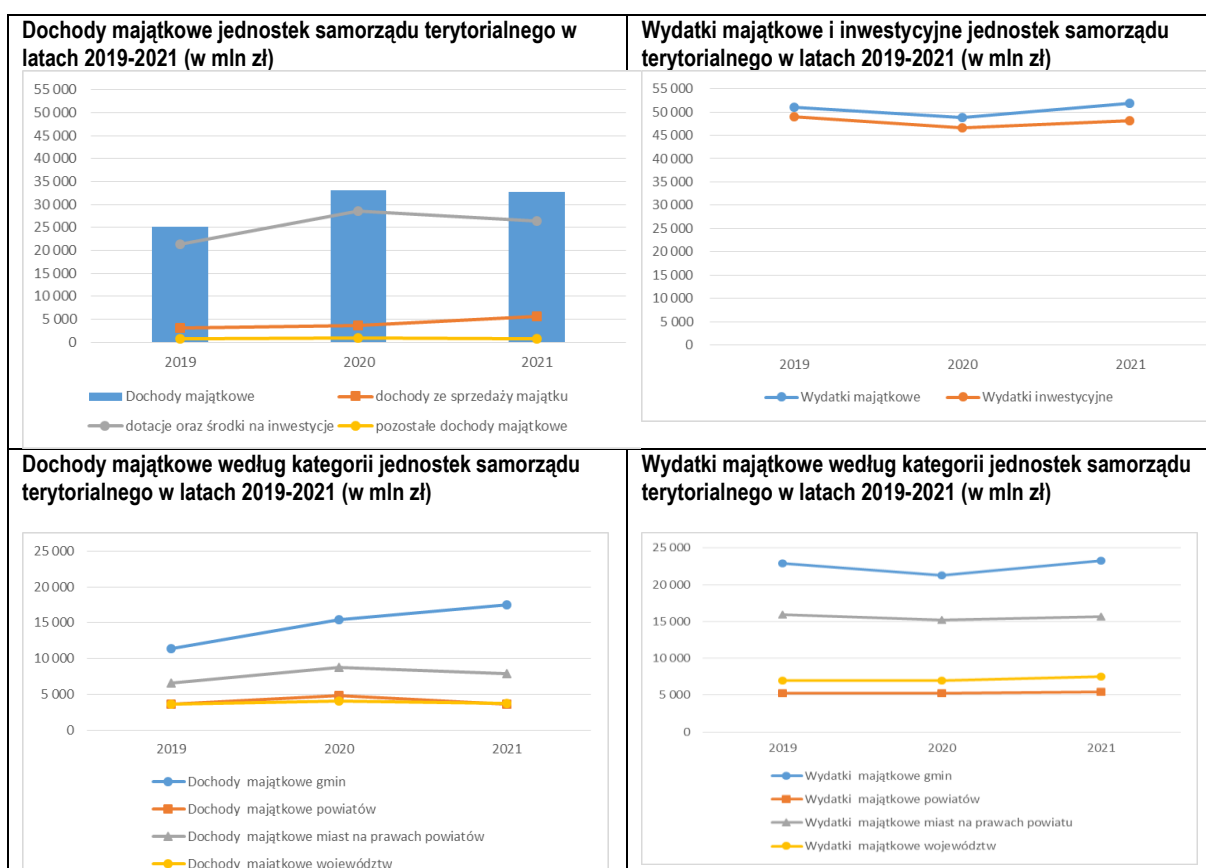 Dochody majątkowe jednostek samorządu terytorialnego w
latach 2019-2021 (w mln zł)
55 000
50 000
45 000
40 000
35 000
30 000
25 000
20 000
15 000
10 000
5 000
0
2019 2020 2021
Dochody majątkowe dochody ze sprzedaży majątku
dotacje oraz środki na inwestycje pozostałe dochody majątkowe
Wydatki majątkowe i inwestycyjne jednostek samorządu
terytorialnego w latach 2019-2021 (w mln zł)
55 000
50 000
45 000
40 000
35 000
30 000
25 000
20 000
15 000
10 000
5 000
0
2019 2020 2021
Wydatki majątkowe Wydatki inwestycyjne
Dochody majątkowe według kategorii jednostek samorządu
terytorialnego w latach 2019-2021 (w mln zł)
25 000
20 000
15 000
10 000
5 000
0
2019 2020 2021
Dochody majątkowe gmin
Dochody majątkowe powiatów
Dochody majątkowe miast na prawach powiatów
Dochody majątkowe województw
Wydatki majątkowe według kategorii jednostek samorządu
terytorialnego w latach 2019-2021 (w mln zł)
25 000
20 000
15 000
10 000
5 000
0
2019 2020 2021
Wydatki majątkowe gmin
Wydatki majątkowe powiatów
Wydatki majątkowe miast na prawach powiatu
Wydatki majątkowe województw